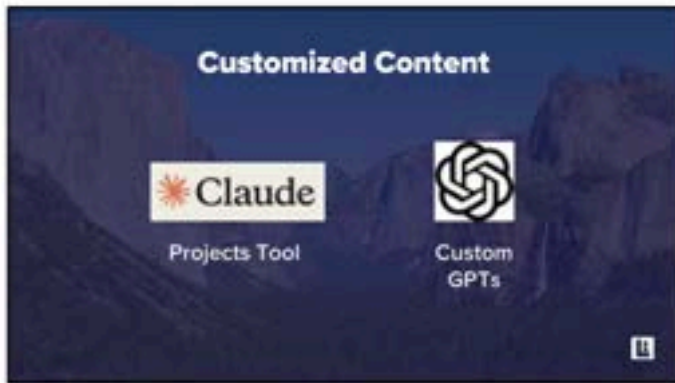 Customized Content
Claude
Projects Tool
Custom
GPTs